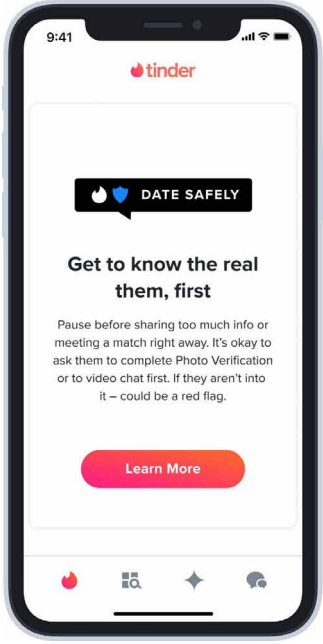 9:41
tinder
DATE SAFELY
Get to know the real
them, first
Pause before sharing too much info or
meeting a match right away. It’s okay to
ask them to complete Photo Verification
or to video chat first. If they aren’t into
it – could be a red flag.
Learn More